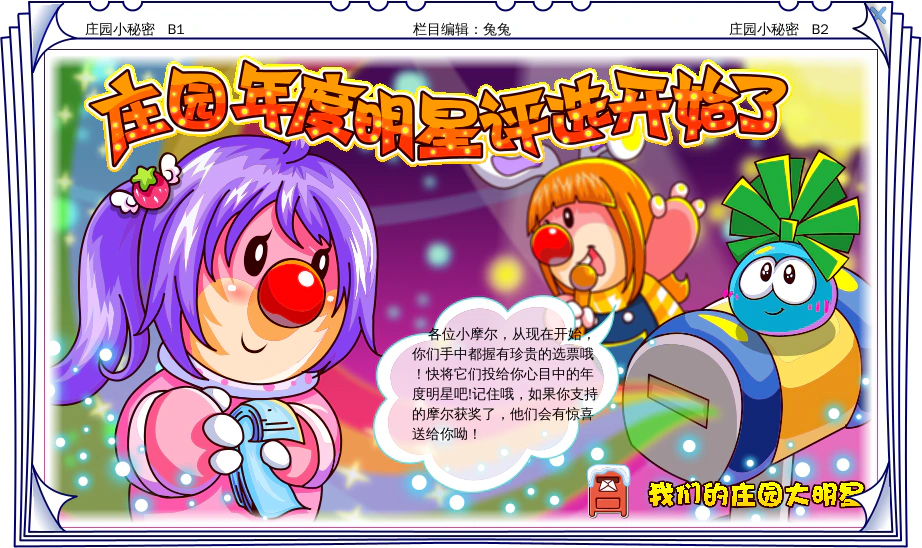 庄园小秘密 B1
栏目编辑：兔兔
庄园小秘密 B2
庄园年度明星评选开始了
各位小摩尔，从现在开始，
你们手中都握有珍贵的选票哦
！快将它们投给你心目中的年
度明星吧!记住哦，如果你支持
的摩尔获奖了，他们会有惊喜
送给你呦！
我们的庄园大明星